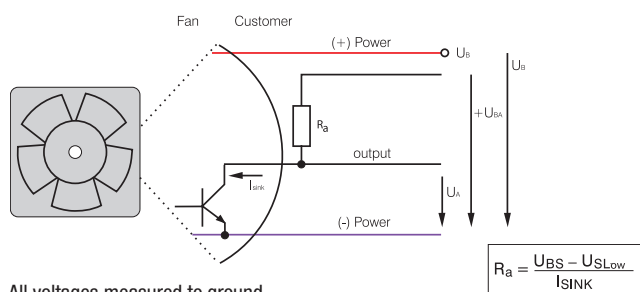 Fan Customer
(+) Power
UB
UB
Ra
+UBA
output
Isink
UA
(-) Power
Ra = UBS – USLow
ISINK
All voltages measured to ground